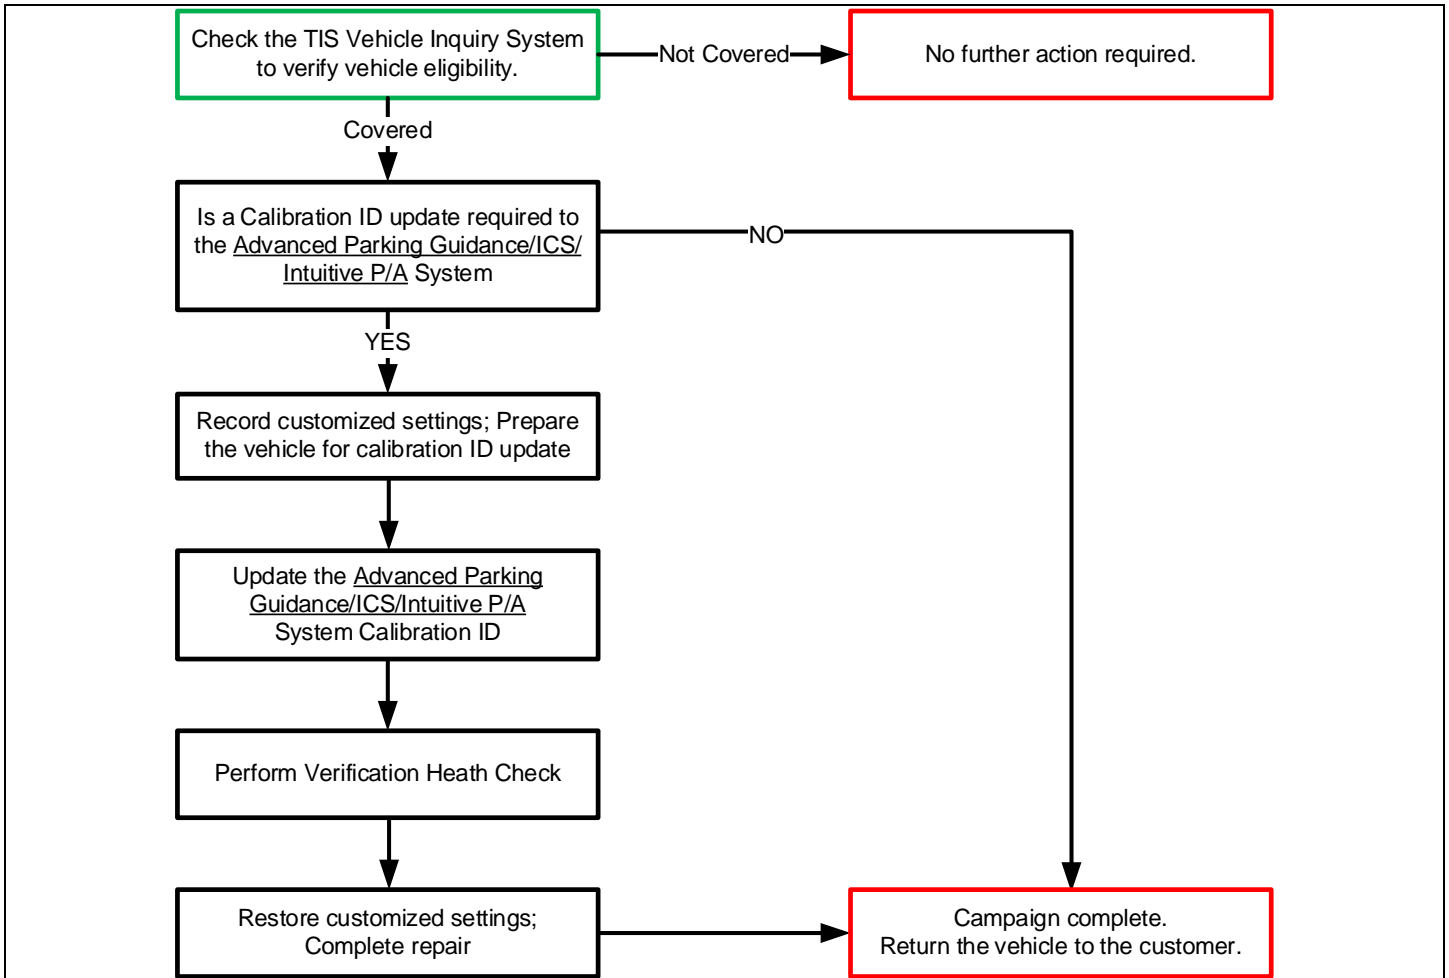 Check the TIS Vehicle Inquiry System
to verify vehicle eligibility.
Not Covered
No further action required.
Covered
Is a Calibration ID update required to
the Advanced Parking Guidance/ICS/
Intuitive P/A System
NO
YES
Record customized settings; Prepare
the vehicle for calibration ID update
Update the Advanced Parking
Guidance/ICS/Intuitive P/A
System Calibration ID
Perform Verification Heath Check
Restore customized settings;
Complete repair
Campaign complete.
Return the vehicle to the customer.